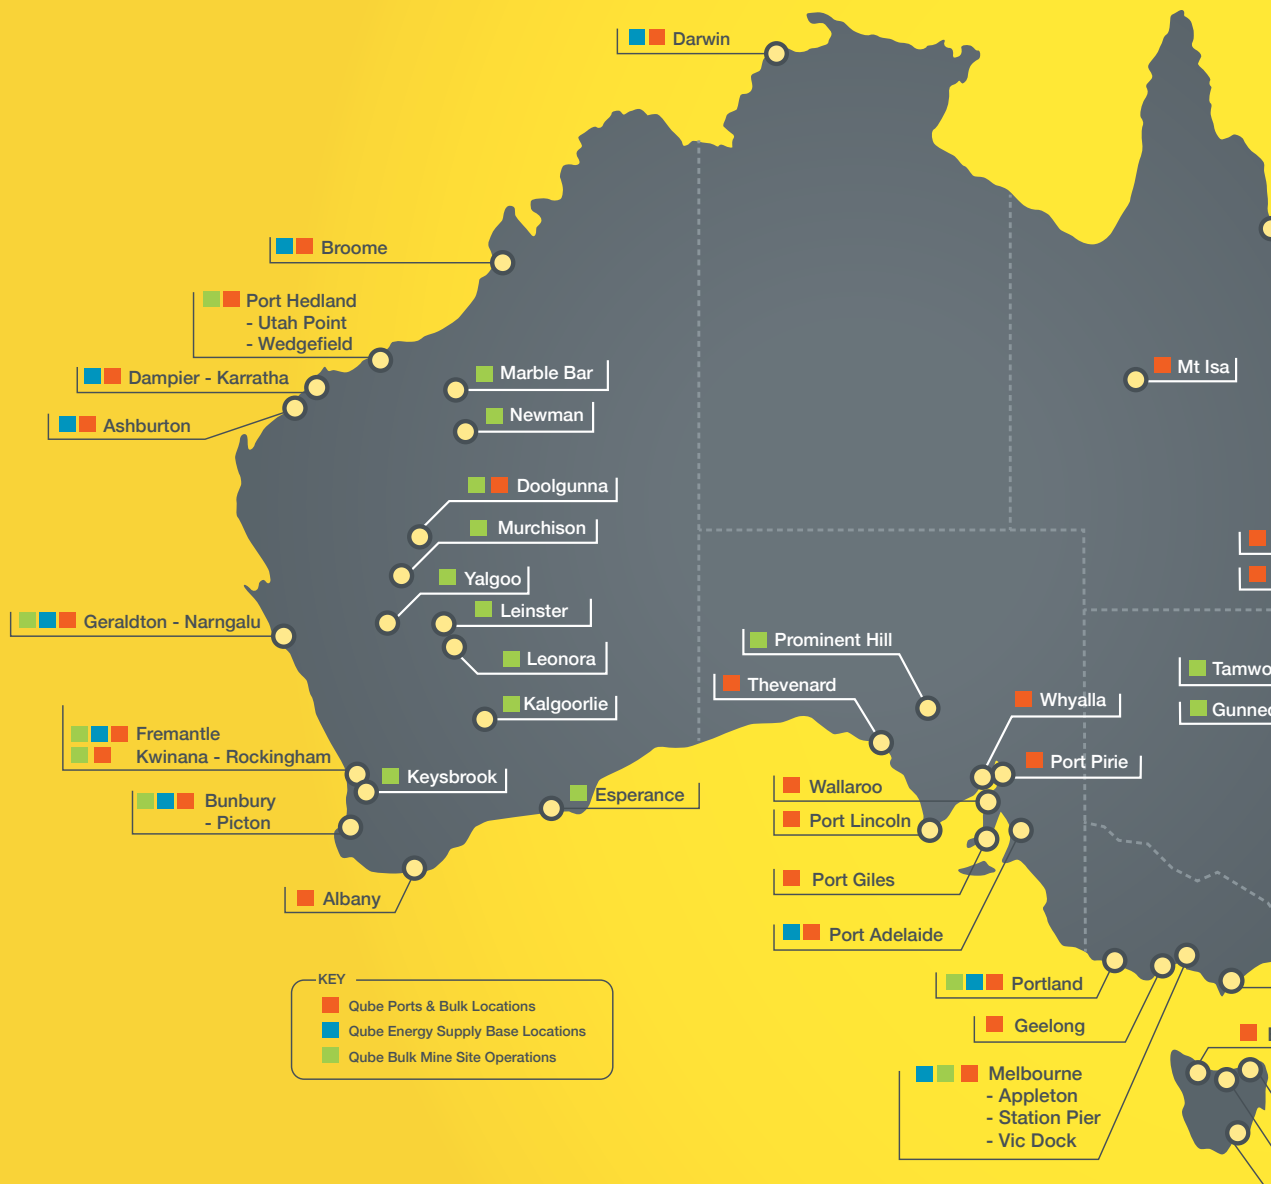 Darwin
Broome
Port Hedland
- Utah Point
- Wedgefield
Dampier - Karratha
Ashburton
Marble Bar
Newman
Mt Isa
Doolgunna
Murchison
Yalgoo
Leinster
Geraldton - Narngalu
Leonora
Kalgoorlie
Prominent Hill
Thevenard
Whyalla
Tamwo
Gunned
Fremantle
Kwinana - Rockingham
Keysbrook
Bunbury
- Picton
Esperance
Port Pirie
Wallaroo
Port Lincoln
Port Giles
Albany
Port Adelaide
Portland
Geelong
Melbourne
- Appleton
- Station Pier
- Vic Dock
KEY
Qube Ports & Bulk Locations
Qube Energy Supply Base Locations
Qube Bulk Mine Site Operations